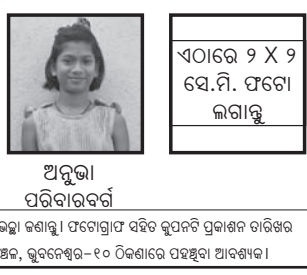 ଏଠାରେ ୨ X ୨
ସେ.ମି. ଫଟୋ
ଲଗାନ୍ତୁ
ଅନୁଭା
ପରିବାରବର୍ଗ
ଜଣାନ୍ତୁ। ଫଟୋଗ୍ରାଫ ସହିତ କୁପନଟି ପ୍ରକାଶନ ତାରିଖର
ଭୁବନେଶ୍ୱର-୧୦ ଠିକଣାରେ ପହଞ୍ଚିବା ଆବଶ୍ୟକ।